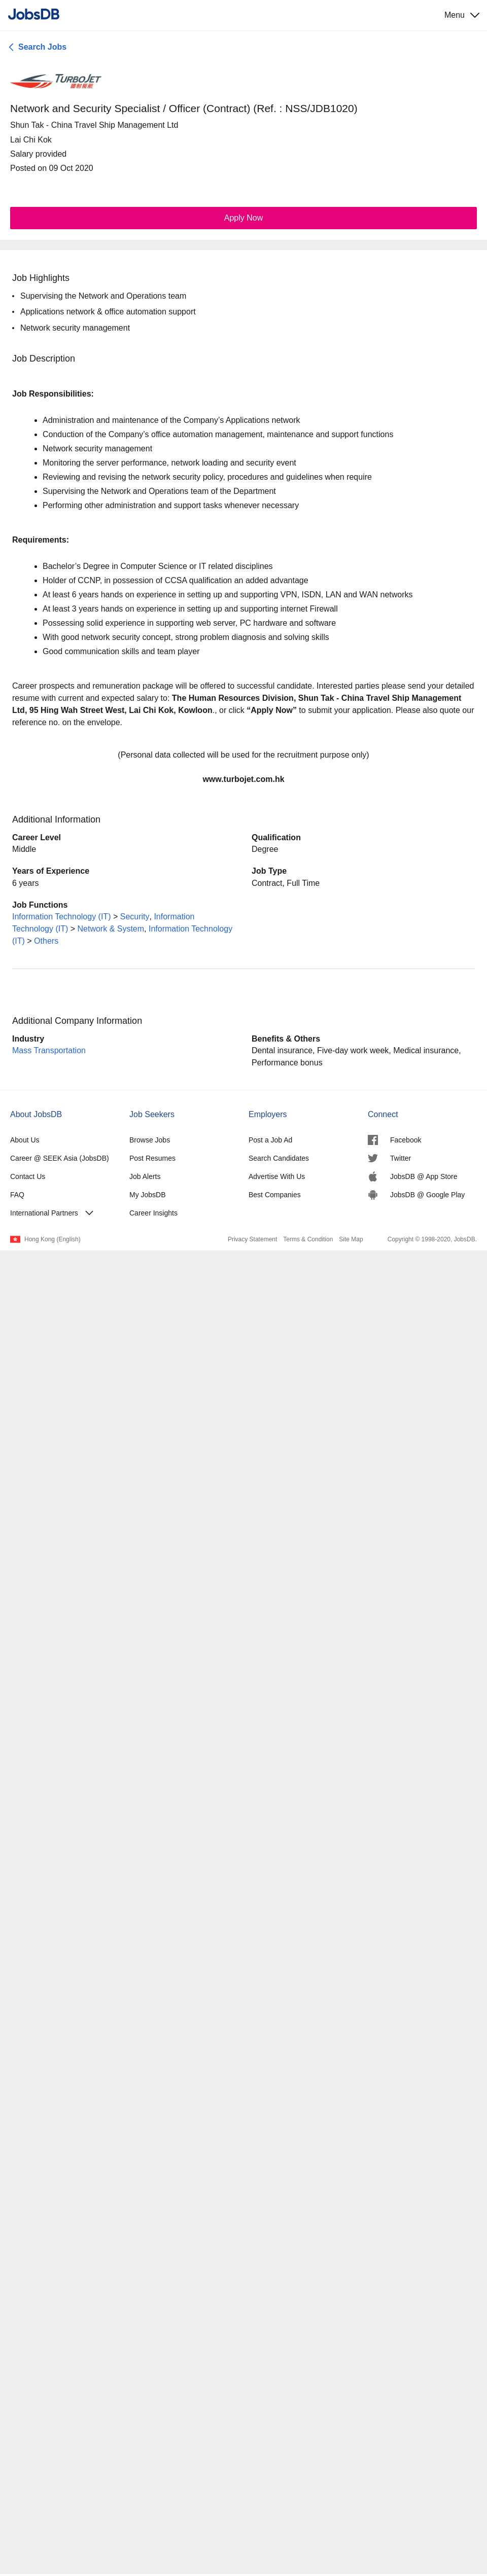 JobsDB
Menu
Search Jobs
TURBOJET
噴射飛航
Network and Security Specialist / Officer (Contract) (Ref. : NSS/JDB1020)
Shun Tak - China Travel Ship Management Ltd
Lai Chi Kok
Salary provided
Posted on 09 Oct 2020
Apply Now
Job Highlights
• Supervising the Network and Operations team
• Applications network & office automation support
• Network security management
Job Description
Job Responsibilities:
• Administration and maintenance of the Company's Applications network
• Conduction of the Company's office automation management, maintenance and support functions
• Network security management
• Monitoring the server performance, network loading and security event
• Reviewing and revising the network security policy, procedures and guidelines when require
• Supervising the Network and Operations team of the Department
• Performing other administration and support tasks whenever necessary
Requirements:
• Bachelor's Degree in Computer Science or IT related disciplines
• Holder of CCNP, in possession of CCSA qualification an added advantage
• At least 6 years hands on experience in setting up and supporting VPN, ISDN, LAN and WAN networks
• At least 3 years hands on experience in setting up and supporting internet Firewall
• Possessing solid experience in supporting web server, PC hardware and software
• With good network security concept, strong problem diagnosis and solving skills
• Good communication skills and team player
Career prospects and remuneration package will be offered to successful candidate. Interested parties please send your detailed
resume with current and expected salary to: The Human Resources Division, Shun Tak - China Travel Ship Management
Ltd, 95 Hing Wah Street West, Lai Chi Kok, Kowloon., or click “Apply Now” to submit your application. Please also quote our
reference no. on the envelope.
(Personal data collected will be used for the recruitment purpose only)
www.turbojet.com.hk
Additional Information
Career Level
Middle
Qualification
Degree
Years of Experience
6 years
Job Type
Contract, Full Time
Job Functions
Information Technology (IT) > Security, Information
Technology (IT) > Network & System, Information Technology
(IT) > Others
Additional Company Information
Industry
Mass Transportation
Benefits & Others
Dental insurance, Five-day work week, Medical insurance,
Performance bonus
About JobsDB
About Us
Career @ SEEK Asia (JobsDB)
Contact Us
FAQ
International Partners
Job Seekers
Browse Jobs
Post Resumes
Job Alerts
My JobsDB
Career Insights
Employers
Post a Job Ad
Search Candidates
Advertise With Us
Best Companies
Connect
Facebook
Twitter
JobsDB @ App Store
JobsDB @ Google Play
Hong Kong (English)
Privacy Statement Terms & Condition Site Map
Copyright © 1998-2020, JobsDB.